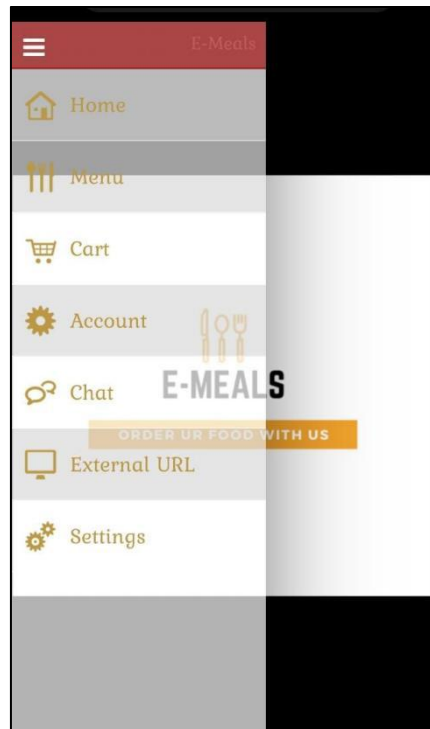 E-Meals
Home
Menu
Cart
Account
Chat
E-MEALS
ORDER UR FOOD WITH US
External URL
Settings